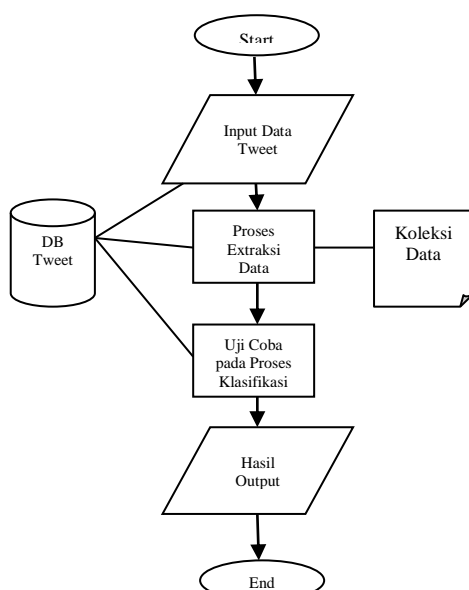 Start
Input Data
Tweet
DB
Tweet
Proses
Extraksi
Data
Koleksi
Data
Uji Coba
pada Proses
Klasifikasi
Hasil
Output
End